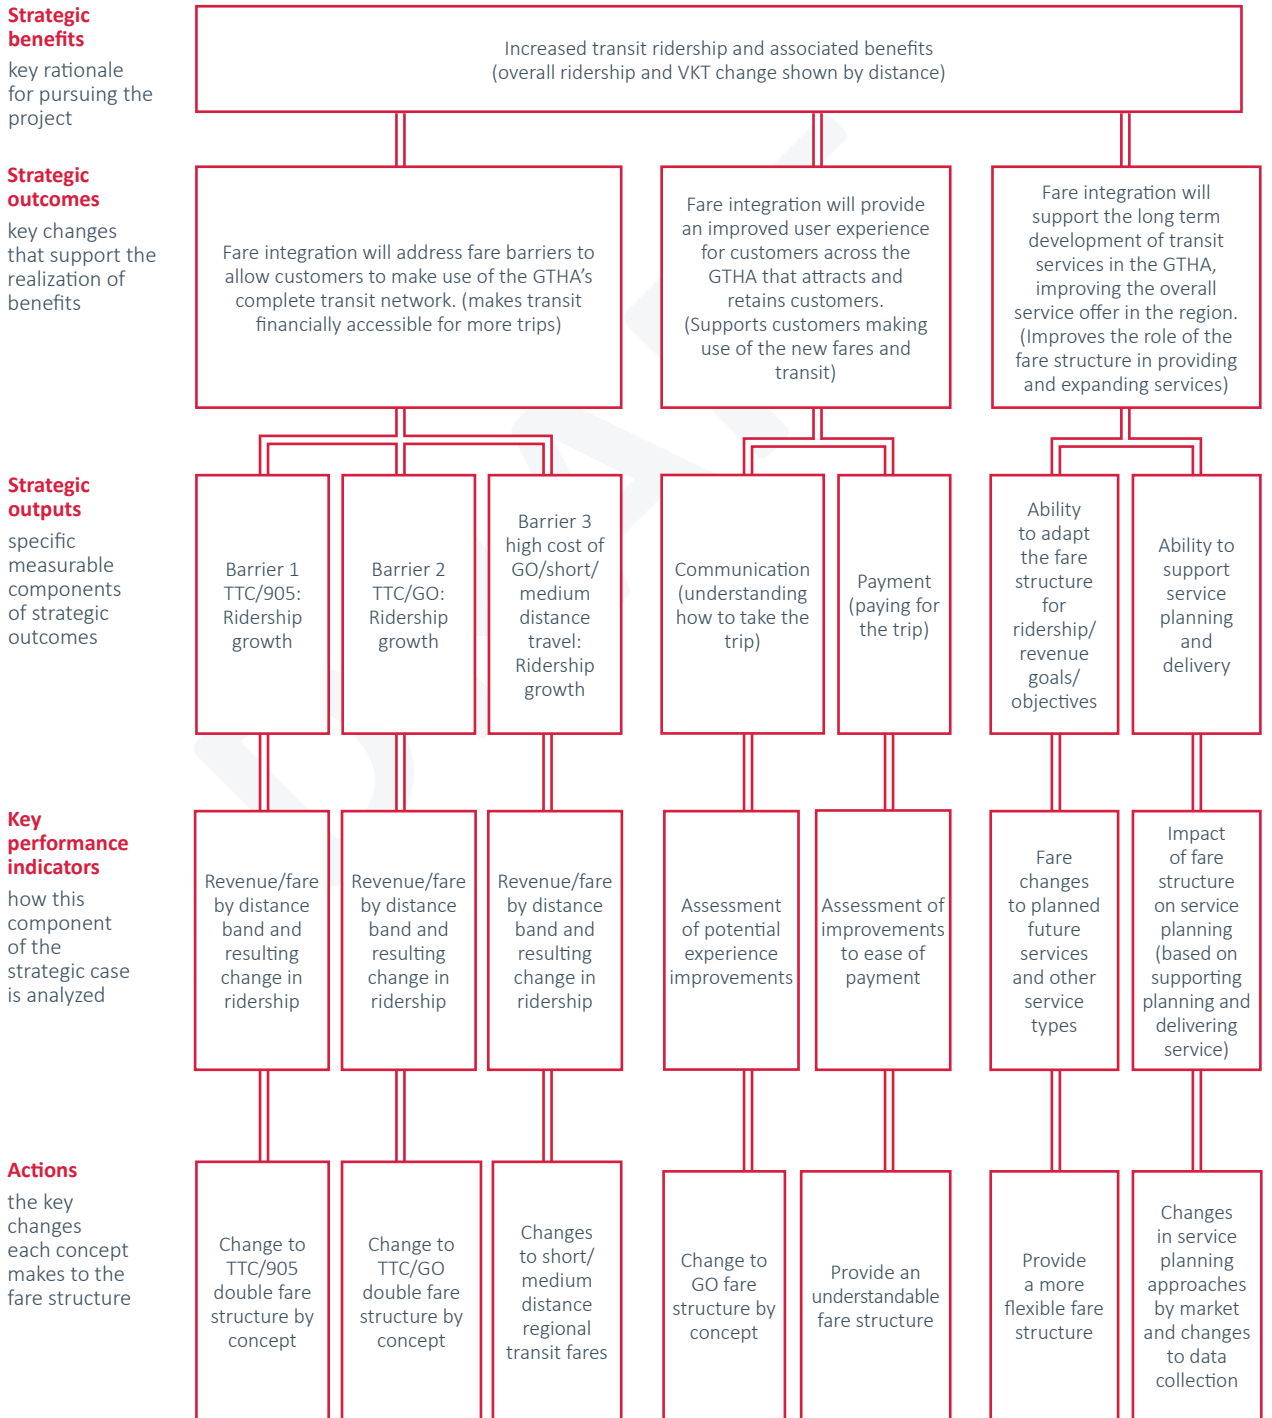 Strategic
benefits
key rationale
for pursuing the
project
Increased transit ridership and associated benefits
(overall ridership and VKT change shown by distance)
Strategic
outcomes
key changes
that support the
realization of
benefits
Fare integration will address fare barriers to
allow customers to make use of the GTHA’s
complete transit network. (makes transit
financially accessible for more trips)
Fare integration will provide
an improved user experience
for customers across the
GTHA that attracts and
retains customers.
(Supports customers making
use of the new fares and
transit)
Fare integration will
support the long term
development of transit
services in the GTHA,
improving the overall
service offer in the region.
(Improves the role of the
fare structure in providing
and expanding services)
Strategic
outputs
specific
measurable
components
of strategic
outcomes
Barrier 1
TTC/905:
Ridership
growth
Barrier 2
TTC/GO:
Ridership
growth
Barrier 3
high cost of
GO/short/
medium
distance
travel:
Ridership
growth
Communication
(understanding
how to take the
trip)
Payment
(paying for
the trip)
Ability
to adapt
the fare
structure
for
ridership/
revenue
goals/
objectives
Ability to
support
service
planning
and
delivery
Key
performance
indicators
how this
component
of the
strategic case
is analyzed
Revenue/fare
by distance
band and
resulting
change in
ridership
Revenue/fare
by distance
band and
resulting
change in
ridership
Revenue/fare
by distance
band and
resulting
change in
ridership
Assessment
of potential
experience
improvements
Assessment of
improvements
to ease of
payment
Fare
changes
to planned
future
services
and other
service
types
Impact
of fare
structure
on service
planning
(based on
supporting
planning and
delivering
service)
Actions
the key
changes
each concept
makes to the
fare structure
Change to
TTC/905
double fare
structure by
concept
Change to
TTC/GO
double fare
structure by
concept
Changes
to short/
medium
distance
regional
transit fares
Change to
GO fare
structure by
concept
Provide an
understandable
fare structure
Provide
a more
flexible fare
structure
Changes
in service
planning
approaches
by market
and changes
to data
collection
DRAFT